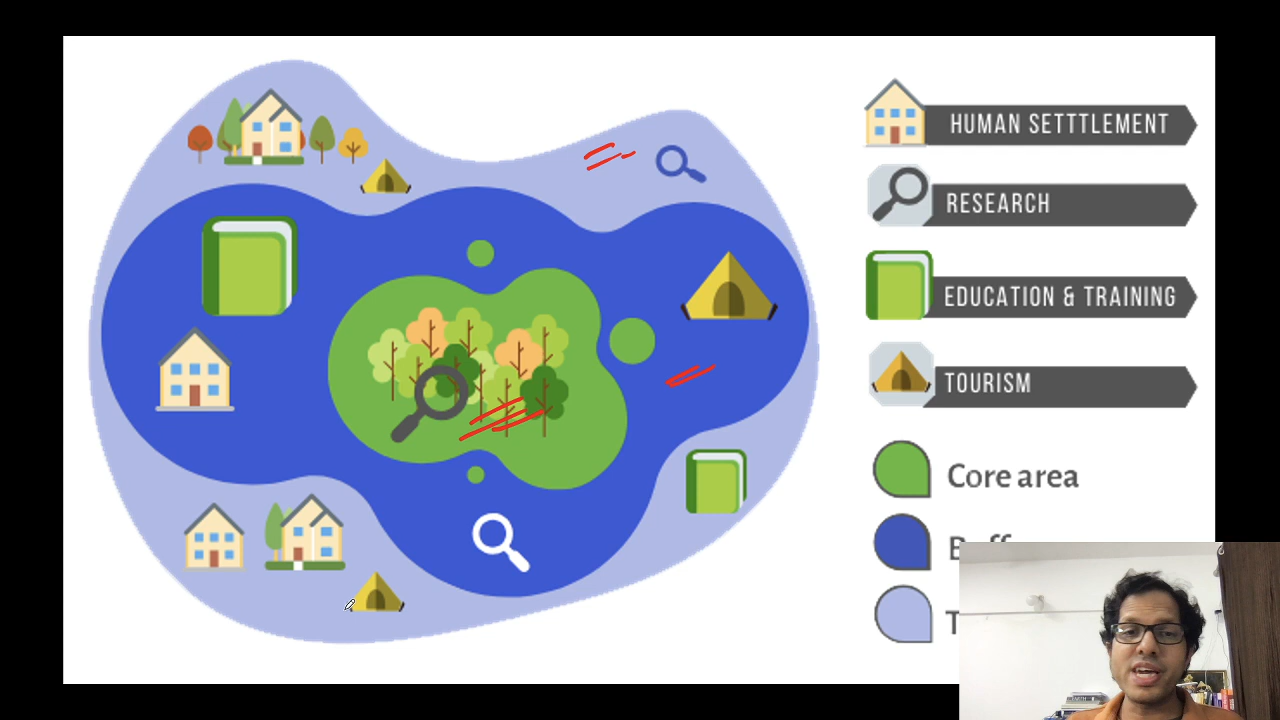 HUMAN SETTTLEMENT
RESEARCH
EDUCATION & TRAINING
TOURISM
Core area